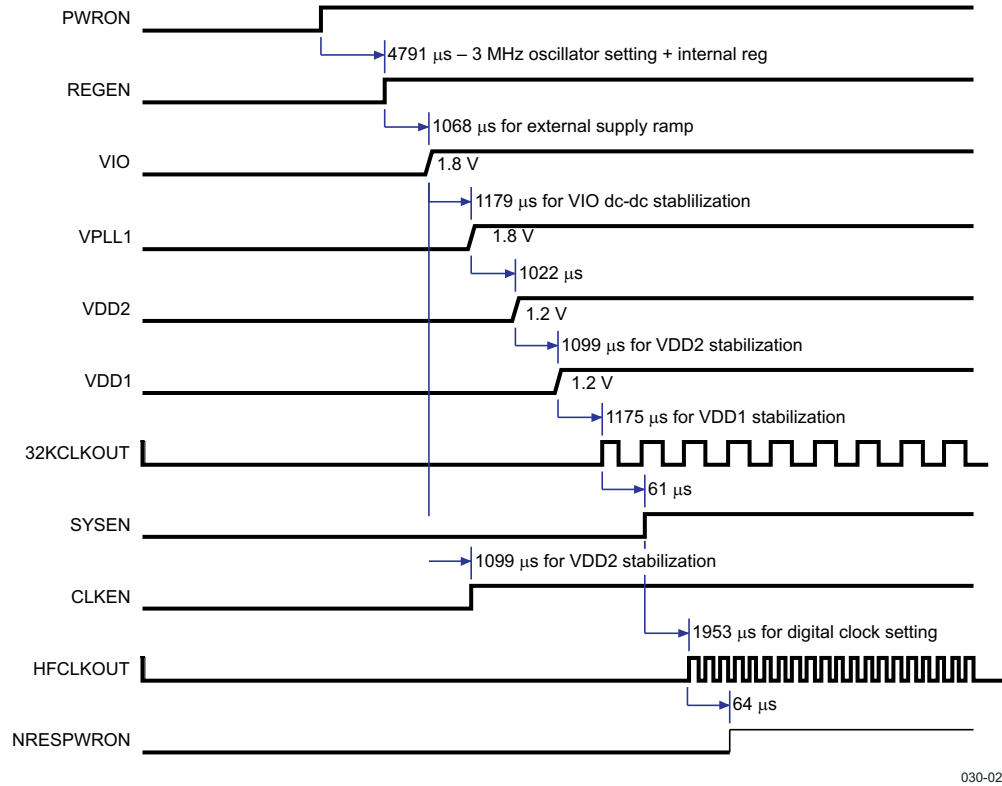 PWRON
4791 μs – 3 MHz oscillator setting + internal reg
REGEN
1068 μs for external supply ramp
VIO
1.8 V
1179 μs for VIO dc-dc stablilization
VPLL1
1.8 V
1022 μs
VDD2
1.2 V
1099 μs for VDD2 stabilization
VDD1
1.2 V
1175 μs for VDD1 stabilization
32KCLKOUT
61 μs
SYSEN
1099 μs for VDD2 stabilization
CLKEN
1953 μs for digital clock setting
HFCLKOUT
64 μs
NRESPWRON
030-02